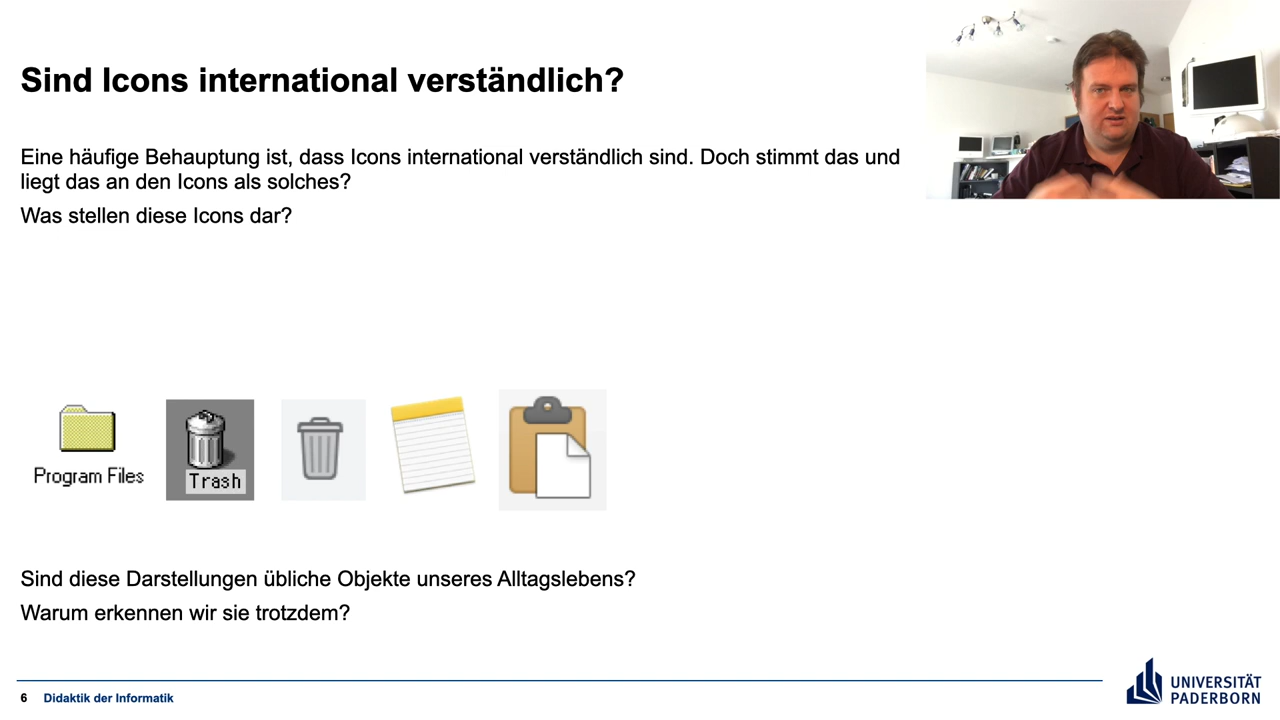 Sind Icons international verständlich?
Eine häufige Behauptung ist, dass Icons international verständlich sind. Doch stimmt das und
liegt das an den Icons als solches?
Was stellen diese Icons dar?
Program Files
Trash
Sind diese Darstellungen übliche Objekte unseres Alltagslebens?
Warum erkennen wir sie trotzdem?
6 Didaktik der Informatik
UNIVERSITÄT
PADERBORN